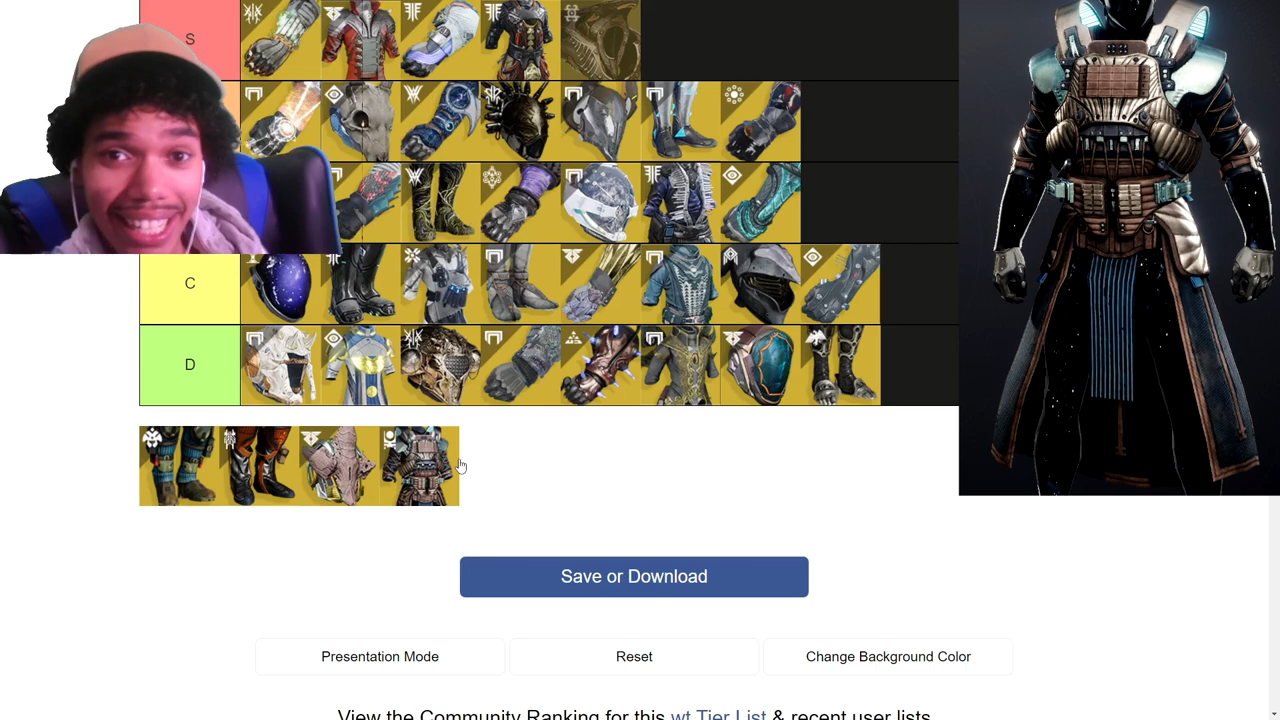 S
C
D
Save or Download
Presentation Mode
Reset
Change Background Color
View the Community Ranking for this wt Tier List & recent user lists